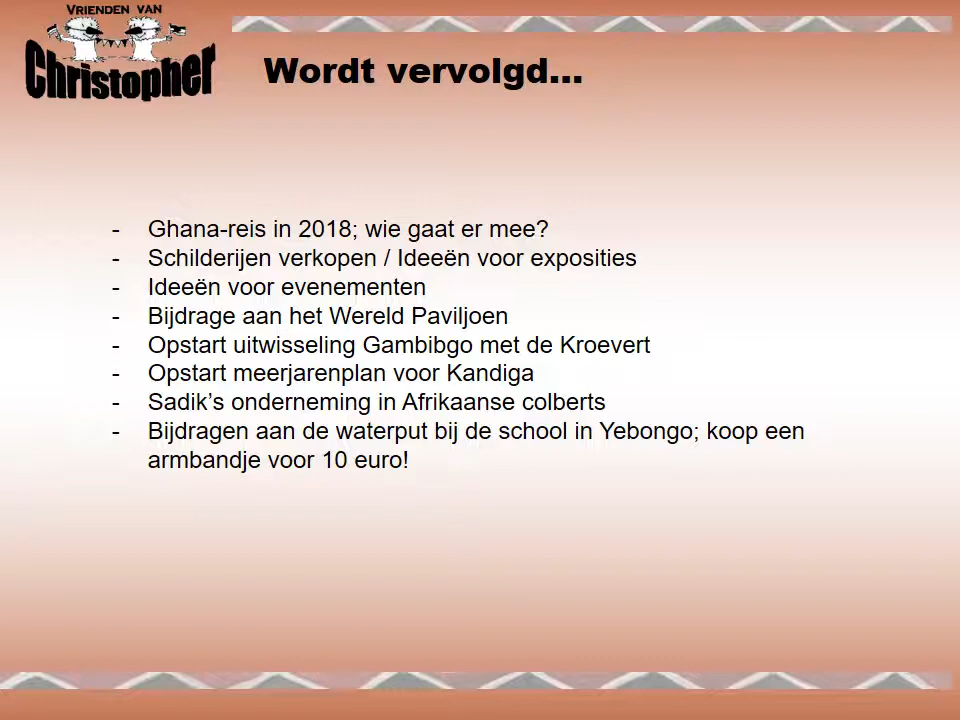 VRIENDEN VAN
Christopher
Wordt vervolgd...
- Ghana-reis in 2018; wie gaat er mee?
- Schilderijen verkopen / Ideeën voor exposities
- Ideeën voor evenementen
- Bijdrage aan het Wereld Paviljoen
- Opstart uitwisseling Gambibgo met de Kroevert
- Opstart meerjarenplan voor Kandiga
- Sadik’s onderneming in Afrikaanse colberts
- Bijdragen aan de waterput bij de school in Yebongo; koop een
armbandje voor 10 euro!